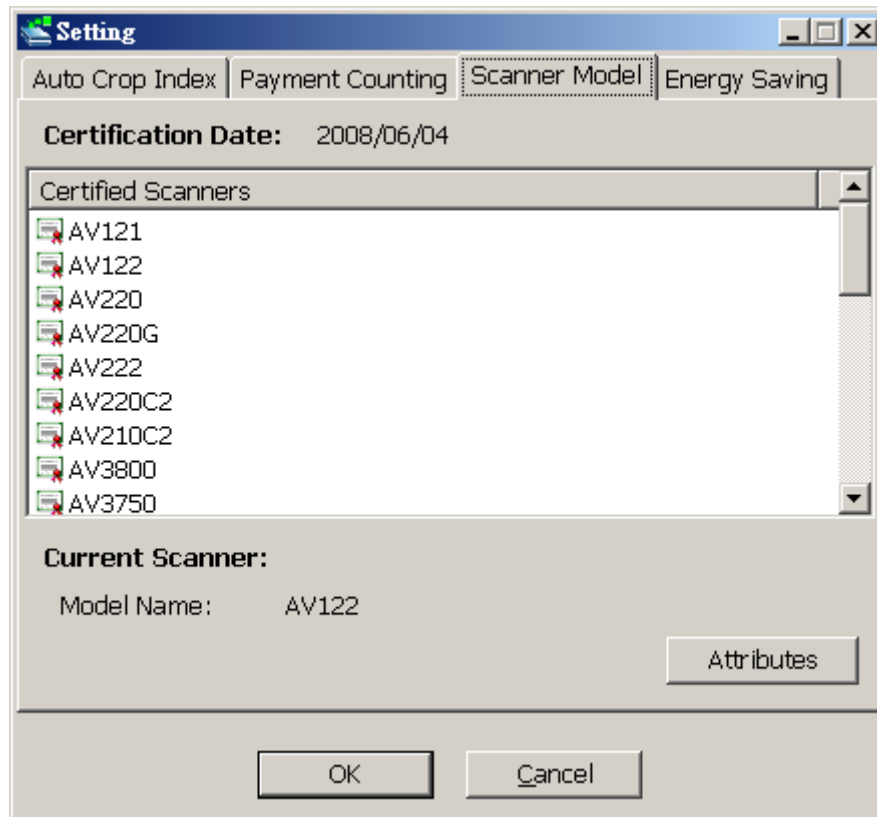 Setting
Auto Crop Index Payment Counting Scanner Model Energy Saving
Certification Date: 2008/06/04
Certified Scanners
AV121
AV122
AV220
AV220G
AV222
AV220C2
AV210C2
AV3800
AV3750
Current Scanner:
Model Name: AV122
Attributes
OK Cancel